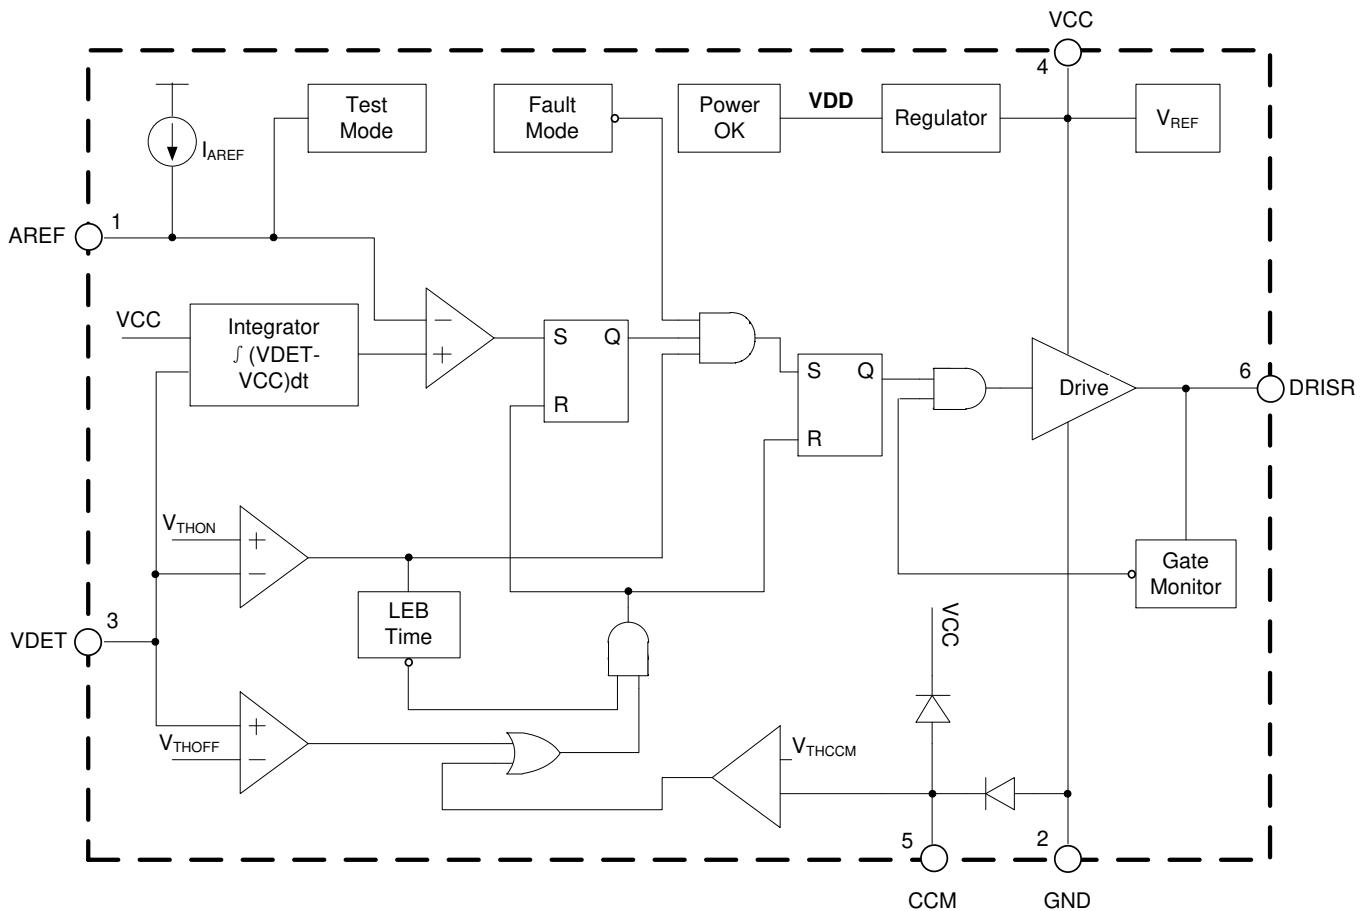 VCC
4
Test
Mode
Fault
Mode
Power
OK
VDD
Regulator
VREF
IAREF
AREF
1
VCC
Integrator
∫ (VDET-
VCC)dt
−
+
S
Q
R
S
Q
R
Drive
6
DRISR
VTHON
+
−
LEB
Time
Gate
Monitor
VDET
3
VCC
VTHOFF
+
−
VTHCCM
5
2
CCM
GND